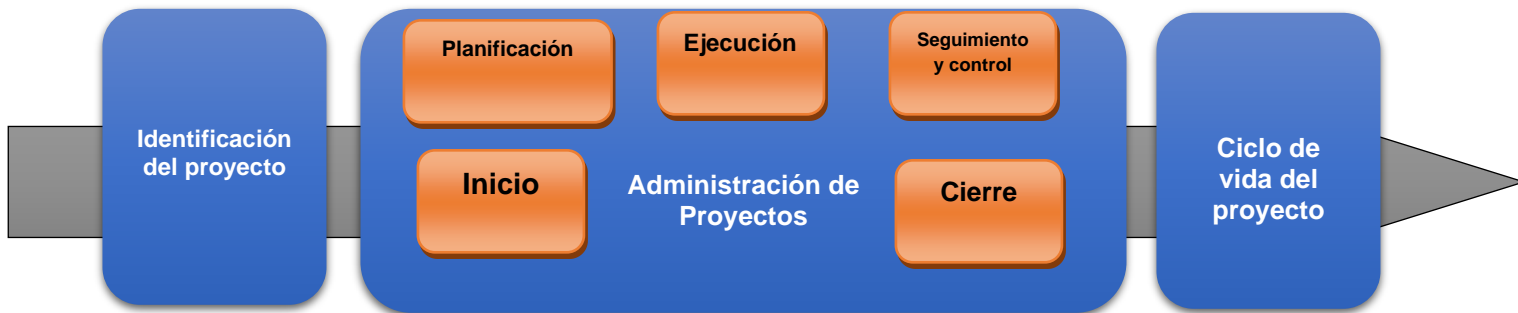 Identificación
del proyecto
Planificación
Ejecución
Seguimiento
y control
Inicio
Administración de
Proyectos
Cierre
Ciclo de
vida del
proyecto